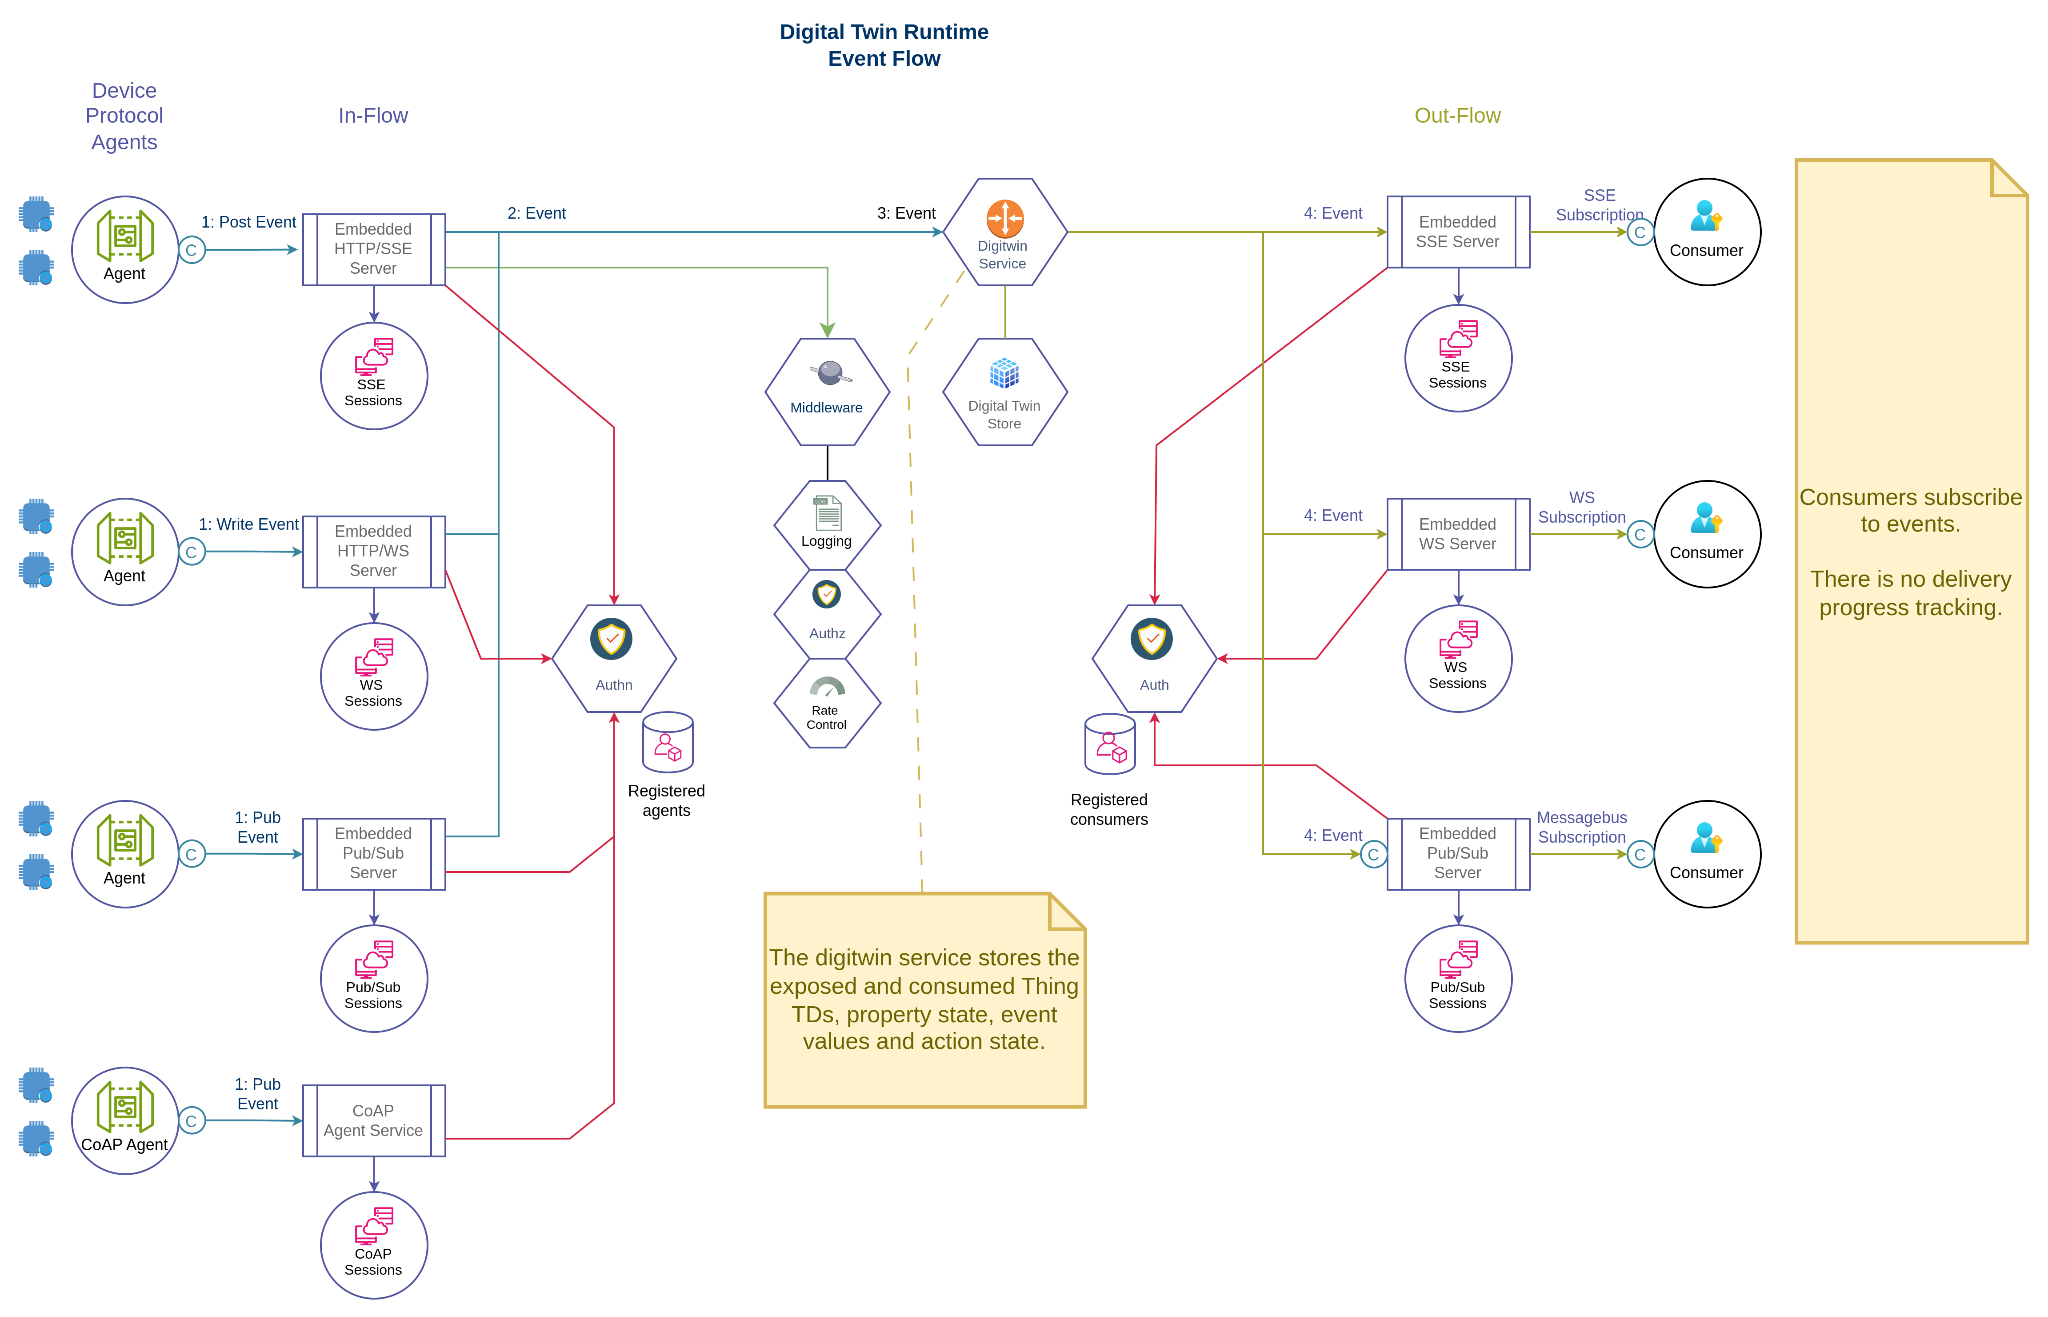 Digital Twin Runtime
Event Flow
Device
Protocol
Agents
In-Flow
Out-Flow
Agent
C
1: Post Event
Embedded
HTTP/SSE
Server
SSE
Sessions
2: Event
3: Event
Digitwin
Service
4: Event
Embedded
SSE Server
SSE
Subscription
C
Consumer
SSE
Sessions
Middleware
Digital Twin
Store
Logging
Authz
Rate
Control
Agent
C
1: Write Event
Embedded
HTTP/WS
Server
WS
Sessions
Authn
Registered
agents
Auth
Registered
consumers
4: Event
Embedded
WS Server
WS
Subscription
C
Consumer
WS
Sessions
Agent
C
1: Pub
Event
Embedded
Pub/Sub
Server
Pub/Sub
Sessions
4: Event
C
Embedded
Pub/Sub
Server
Messagebus
Subscription
C
Consumer
Pub/Sub
Sessions
CoAP Agent
C
1: Pub
Event
CoAP
Agent Service
CoAP
Sessions
The digitwin service stores the
exposed and consumed Thing
TDs, property state, event
values and action state.
Consumers subscribe
to events.
There is no delivery
progress tracking.